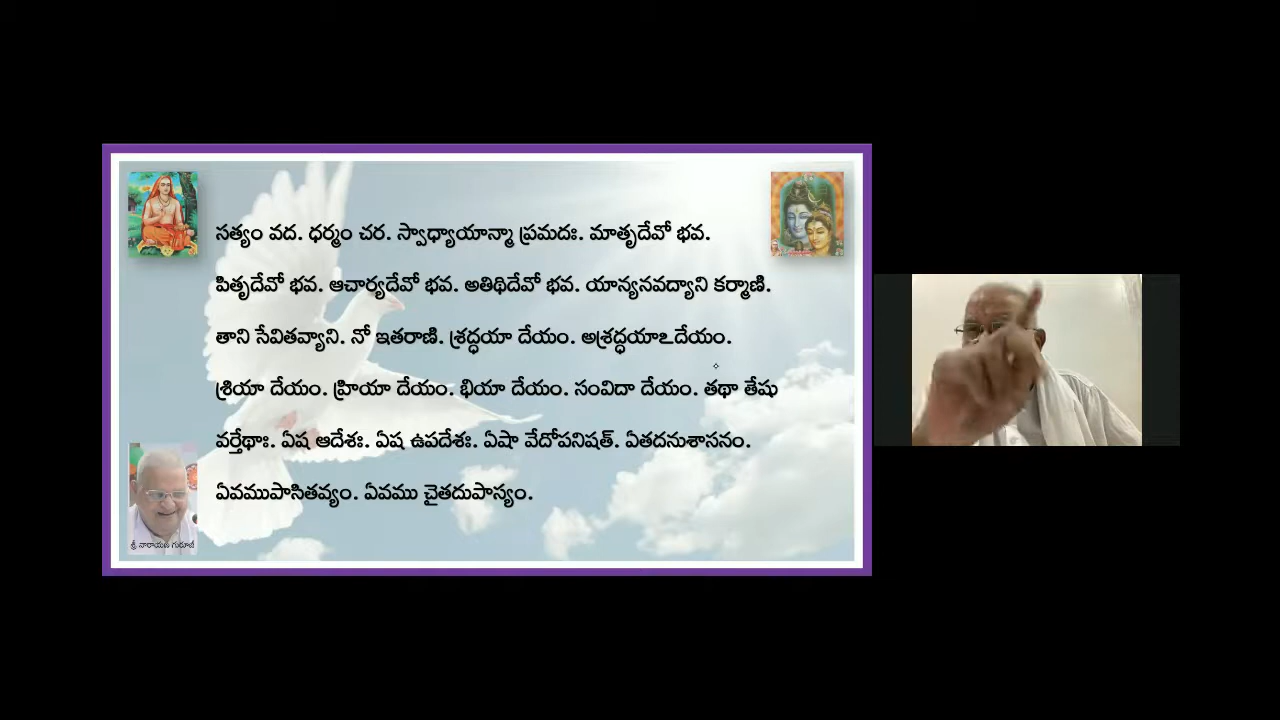 సత్యం వద. ధర్మం చర. స్వాధ్యాయాన్మా ప్రమదః. మాతృదేవో భవ.
పితృదేవో భవ. ఆచార్యదేవో భవ. అతిథిదేవో భవ. యాన్యనవద్యాని కర్మాణి.
తాని సేవితవ్యాని. నో ఇతరాణి. శ్రద్ధయా దేయం. అశ్రద్ధయాఽదేయం.
శ్రియా దేయం. హ్రియా దేయం. భియా దేయం. సంవిదా దేయం. తథా తేషు
వర్తేథాః. ఏష ఆదేశః. ఏష ఉపదేశః. ఏషా వేదోపనిషత్. ఏతదనుశాసనం.
ఏవముపాసితవ్యం. ఏవము చైతదుపాస్యం.
శ్రీ నారాయణ గురూజీ